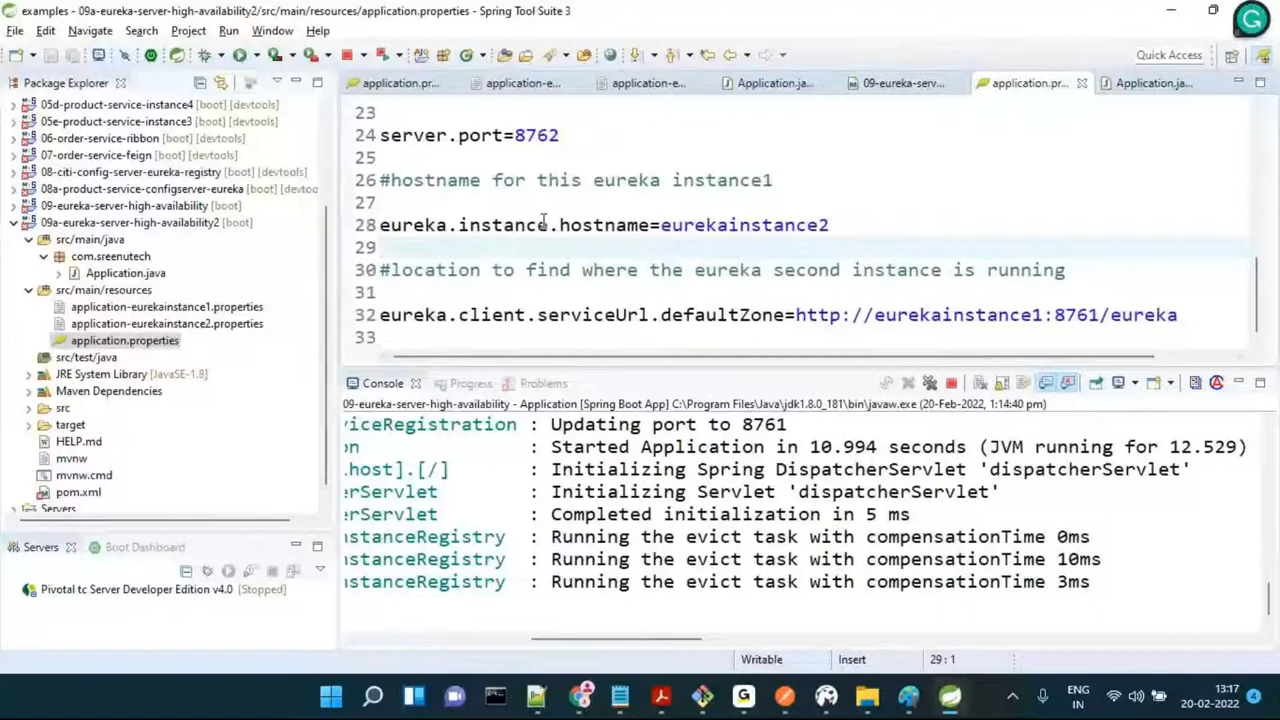 examples - 09a-eureka-server-high-availability2/src/main/resources/application.properties - Spring Tool Suite 3
File Edit Navigate Search Project Run Window Help
Quick Access
Package Explorer
05d-product-service-instance4 [boot] [devtools]
05e-product-service-instance3 [boot] [devtools]
06-order-service-ribbon [boot] [devtools]
07-order-service-feign [boot] [devtools]
08-citi-config-server-eureka-registry [boot]
08a-product-service-configserver-eureka [boot] [devto
09-eureka-server-high-availability [boot]
09a-eureka-server-high-availability2 [boot]
src/main/java
com.sreenutech
Application.java
src/main/resources
application-eurekainstance1.properties
application-eurekainstance2.properties
application.properties
src/test/java
JRE System Library [JavaSE-1.8]
Maven Dependencies
src
target
HELP.md
mvnw
mvnw.cmd
pom.xml
Servers
Servers Boot Dashboard
Pivotal tc Server Developer Edition v4.0 [Stopped]
application.pr... application-e... application-e... Application.ja... 09-eureka-serv... application.pr... Application.ja...
23
24 server.port=8762
25
26 #hostname for this eureka instance1
27
28 eureka.instance.hostname=eurekainstance2
29
30 #location to find where the eureka second instance is running
31
32 eureka.client.serviceUrl.defaultZone=http://eurekainstance1:8761/eureka
33
Console Progress Problems
09-eureka-server-high-availability - Application [Spring Boot App] C:\Program Files\Java\jdk1.8.0_181\bin\javaw.exe (20-Feb-2022, 1:14:40 pm)
viceRegistration : Updating port to 8761
on : Started Application in 10.994 seconds (JVM running for 12.529)
.host].[/] : Initializing Spring DispatcherServlet 'dispatcherServlet'
erServlet : Initializing Servlet 'dispatcherServlet'
erServlet : Completed initialization in 5 ms
nstanceRegistry : Running the evict task with compensationTime 0ms
nstanceRegistry : Running the evict task with compensationTime 10ms
nstanceRegistry : Running the evict task with compensationTime 3ms
Writable Insert 29 : 1
ENG
IN
13:17
20-02-2022
4